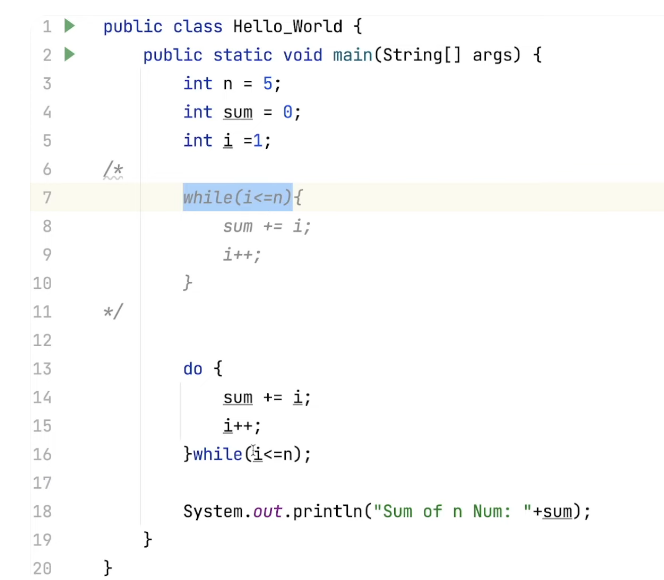 1 public class Hello_World {
2 public static void main(String[] args) {
3 int n = 5;
4 int sum = 0;
5 int i =1;
6 /*
7 while(i<=n){
8 sum += i;
9 i++;
10 }
11 */
12
13 do {
14 sum += i;
15 i++;
16 }while(i<=n);
17
18 System.out.println("Sum of n Num: "+sum);
19 }
20 }